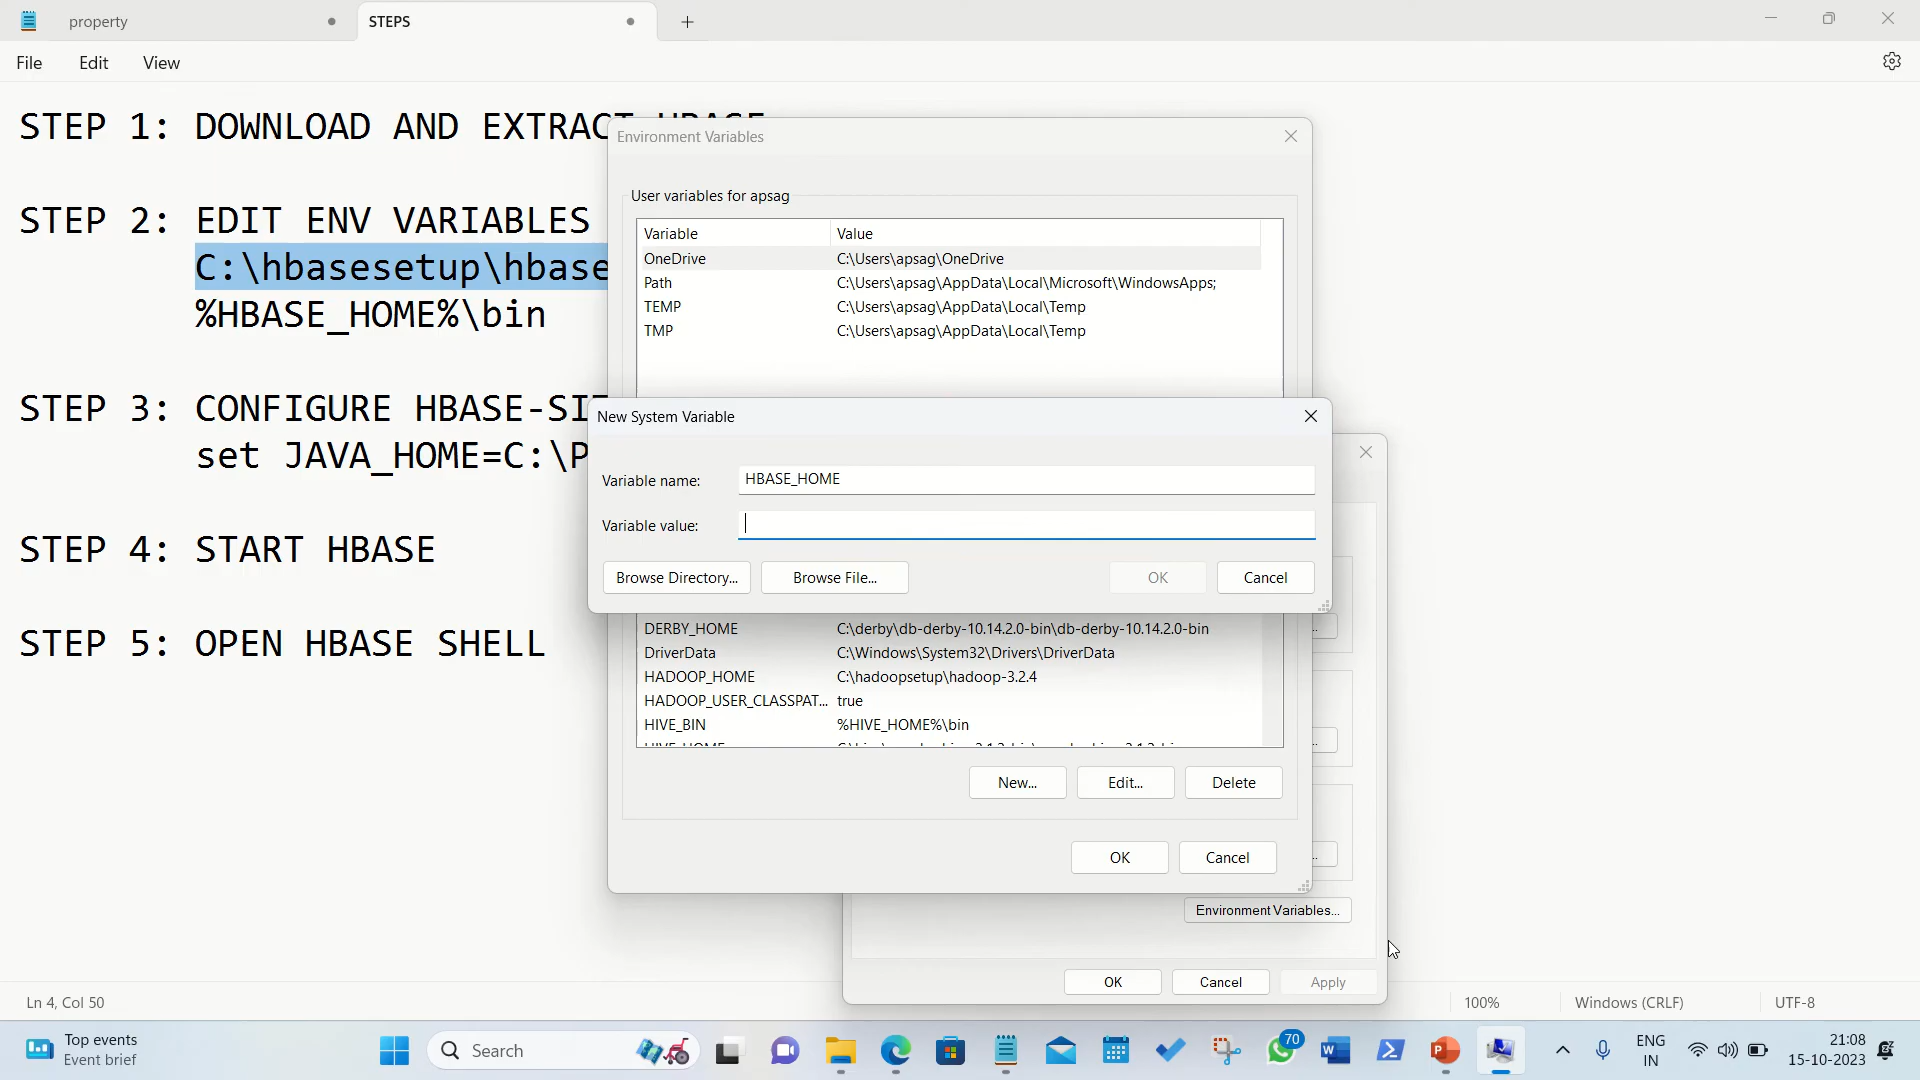 property
STEPS
File
Edit
View
STEP 1: DOWNLOAD AND EXTRACT HBASE
STEP 2: EDIT ENV VARIABLES
C:\hbasesetup\hbase
%HBASE_HOME%\bin
STEP 3: CONFIGURE HBASE-SI
set JAVA_HOME=C:\P
STEP 4: START HBASE
STEP 5: OPEN HBASE SHELL
Environment Variables
User variables for apsag
Variable Value
OneDrive C:\Users\apsag\OneDrive
Path C:\Users\apsag\AppData\Local\Microsoft\WindowsApps;
TEMP C:\Users\apsag\AppData\Local\Temp
TMP C:\Users\apsag\AppData\Local\Temp
New System Variable
Variable name: HBASE_HOME
Variable value:
Browse Directory... Browse File... OK Cancel
DERBY_HOME C:\derby\db-derby-10.14.2.0-bin\db-derby-10.14.2.0-bin
DriverData C:\Windows\System32\Drivers\DriverData
HADOOP_HOME C:\hadoopsetup\hadoop-3.2.4
HADOOP_USER_CLASSPAT... true
HIVE_BIN %HIVE_HOME%\bin
New... Edit... Delete
OK Cancel
Environment Variables...
OK Cancel Apply
Ln 4, Col 50
100%
Windows (CRLF)
UTF-8
Top events
Event brief
Search
70
ENG
IN
21:08
15-10-2023